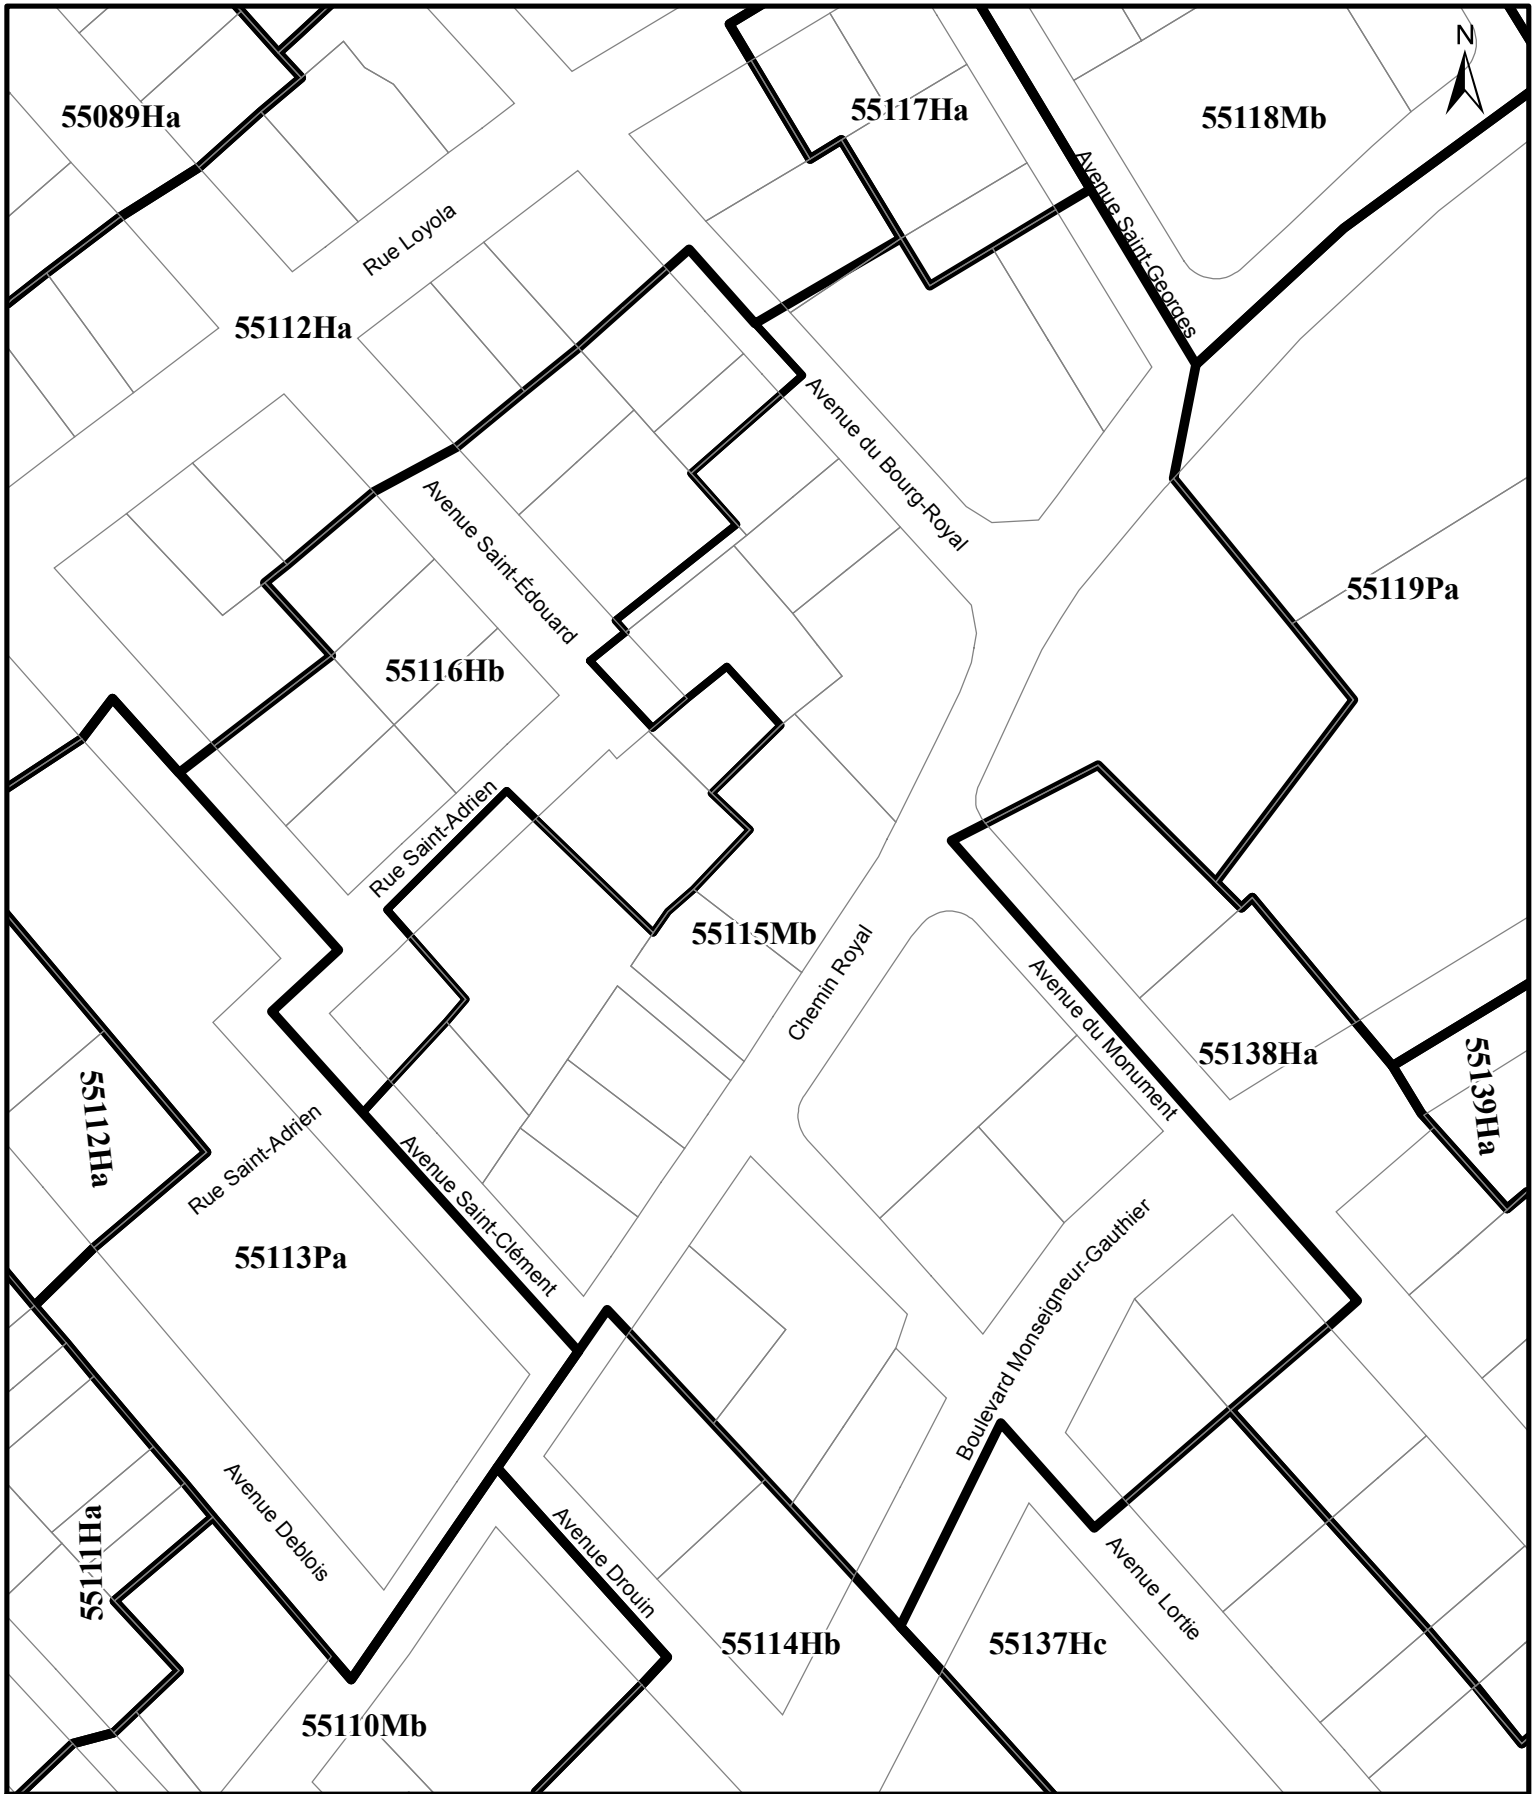 N
55089Ha
55117Ha
55118Mb
Avenue Saint-Georges
Rue Loyola
55112Ha
Avenue du Bourg-Royal
Avenue Saint-Édouard
55119Pa
55116Hb
Rue Saint-Adrien
55115Mb
Chemin Royal
Avenue du Monument
55138Ha
55139Ha
55112Ha
Rue Saint-Adrien
Avenue Saint-Clément
55113Pa
Boulevard Monseigneur-Gauthier
Avenue Deblois
55111Ha
Avenue Drouin
Avenue Lortie
55114Hb
55137Hc
55110Mb